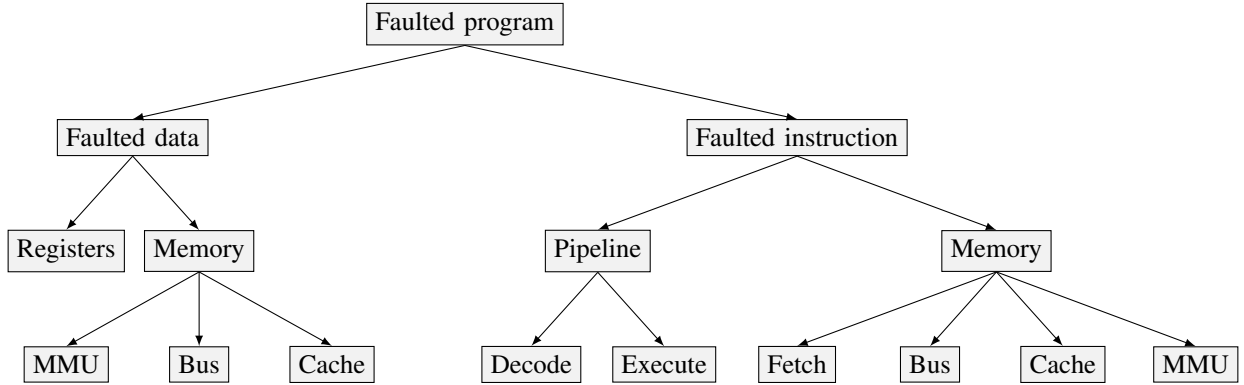 Faulted program
Faulted data
Faulted instruction
Registers
Memory
Pipeline
Memory
MMU
Bus
Cache
Decode
Execute
Fetch
Bus
Cache
MMU